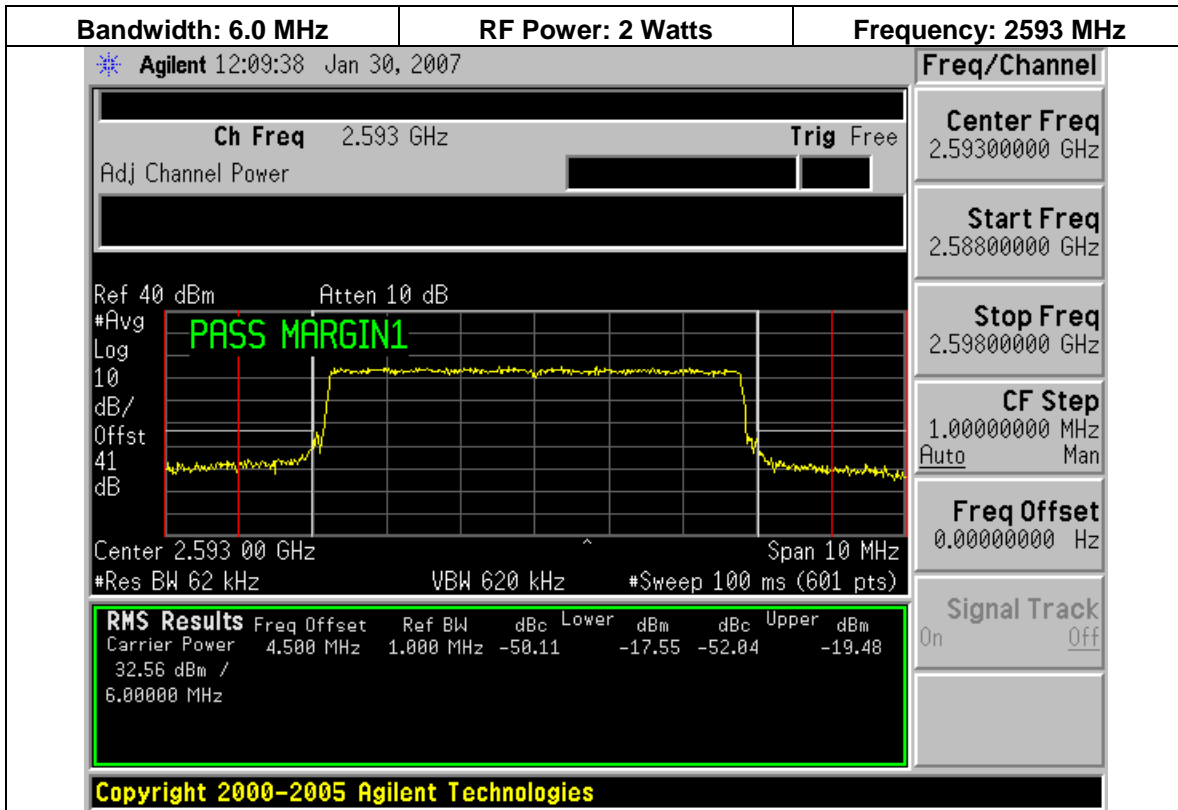 Bandwidth: 6.0 MHz RF Power: 2 Watts Frequency: 2593 MHz
Agilent 12:09:38 Jan 30, 2007 Freq/Channel
Ch Freq 2.593 GHz Trig Free
Adj Channel Power
Center Freq
2.59300000 GHz
Start Freq
2.58800000 GHz
Ref 40 dBm Atten 10 dB
#Avg
Log
10
dB/
Offst
41
dB
PASS MARGIN1
Stop Freq
2.59800000 GHz
CF Step
1.00000000 MHz
Auto Man
Center 2.593 00 GHz ^ Span 10 MHz
#Res BW 62 kHz VBW 620 kHz #Sweep 100 ms (601 pts)
Freq Offset
0.00000000 Hz
RMS Results Freq Offset Ref BW dBc Lower dBm dBc Upper dBm
Carrier Power 4.500 MHz 1.000 MHz -50.11 -17.55 -52.04 -19.48
32.56 dBm /
6.00000 MHz
Signal Track
On Off
Copyright 2000-2005 Agilent Technologies